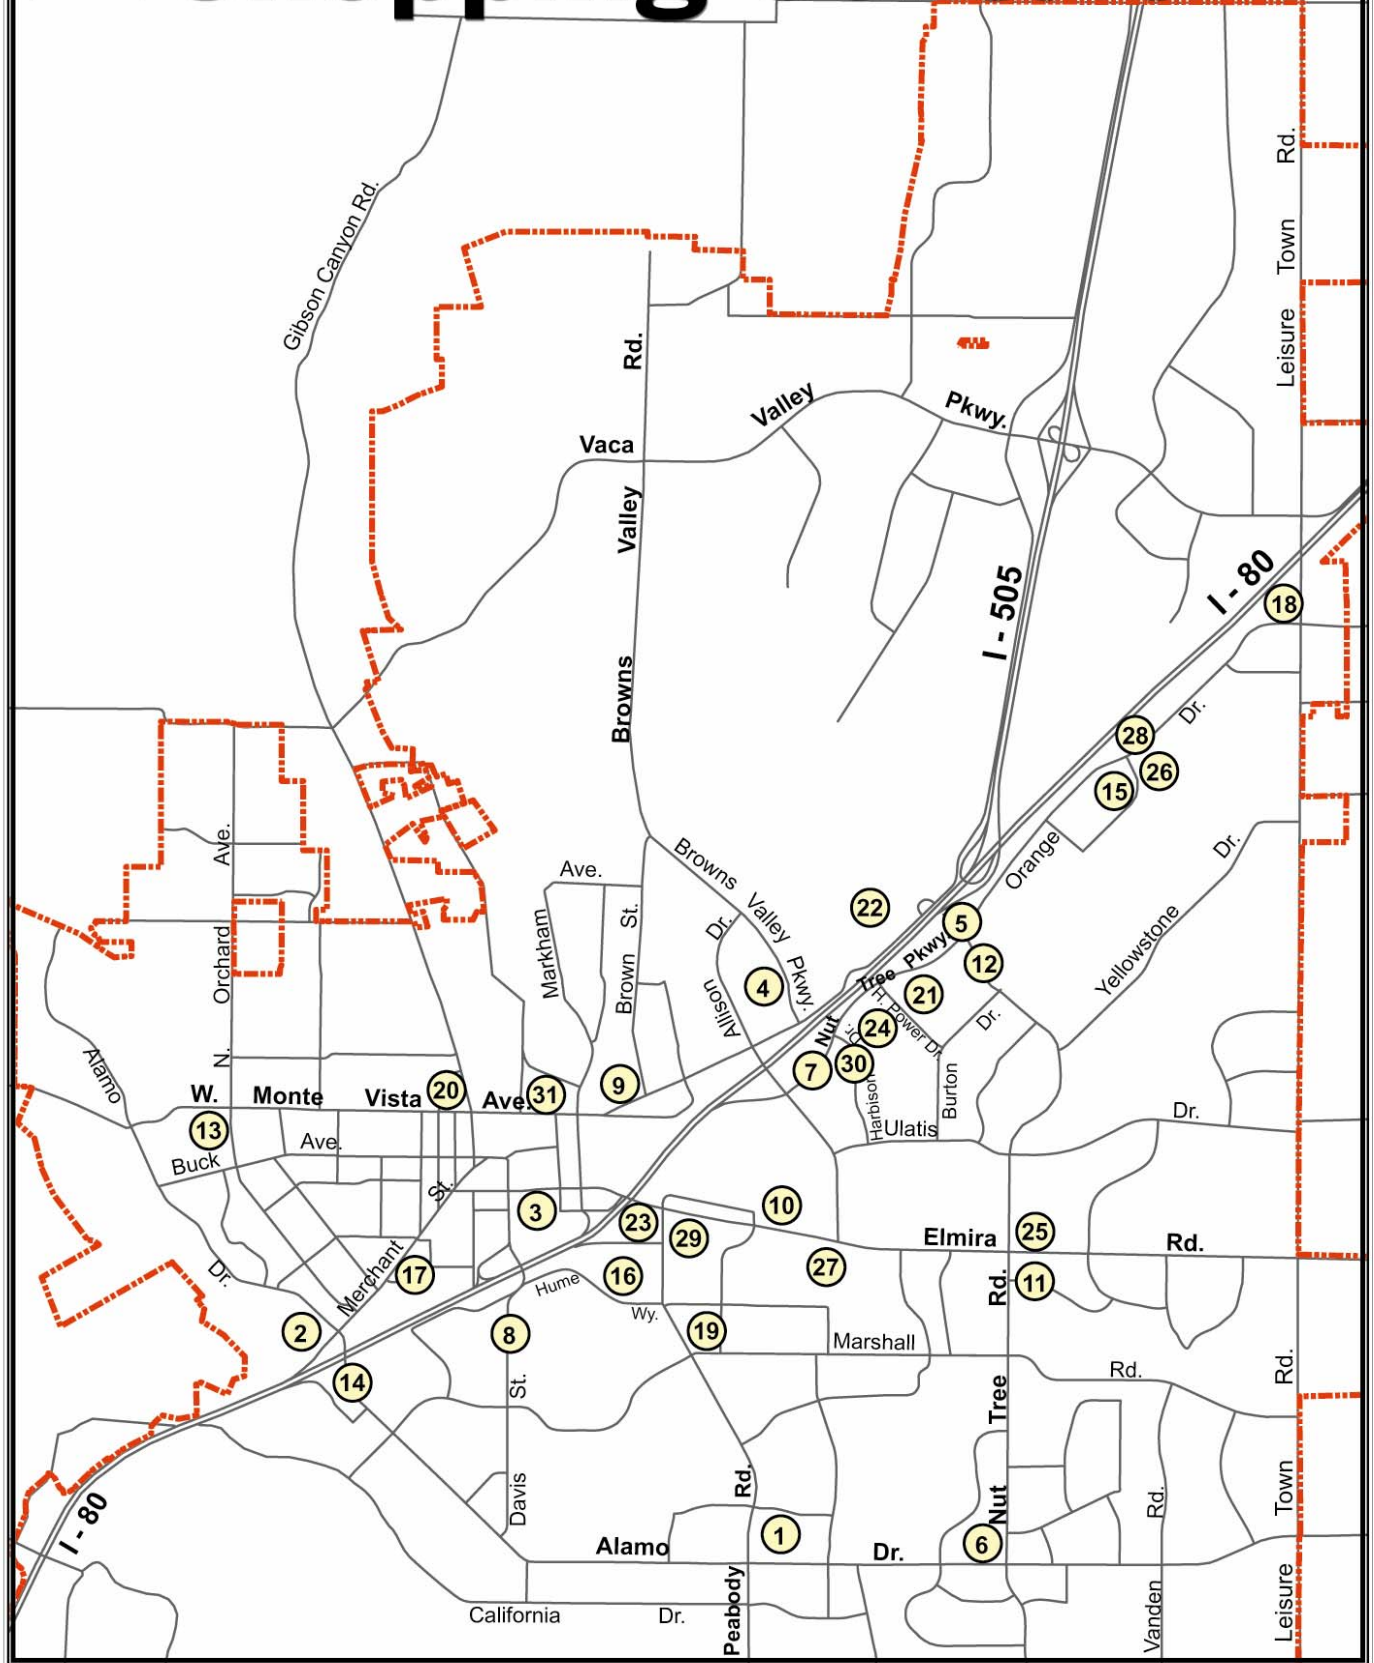 Gibson Canyon Rd.
Rd.
Town
Leisure
Rd.
Valley
Pkwy.
Vaca
Valley
I - 505
I - 80
18
Browns
Dr.
28
26
15
Ave.
Browns
Ave.
Orange
Dr.
22
Valley
Dr.
St.
Markham
5
Pkwy.
Yellowstone
Orchard
Brown
4
Pkwy.
Tree
12
21
Allison
H. Power Dr.
Dr.
Nut
24
Dr.
N.
Alamo
7
30
9
Burton
W.
Monte
Vista
20
Ave.
31
Harbison
Dr.
13
Ave.
Ulatis
Buck
St.
3
10
23
29
25
Elmira
Rd.
Merchant
17
16
27
Dr.
Hume
Rd.
11
Wy.
2
8
19
Marshall
14
St.
Rd.
Rd.
Tree
Rd.
Davis
Nut
Rd.
Town
I - 80
1
6
Alamo
Dr.
California
Dr.
Peabody
Vanden
Leisure